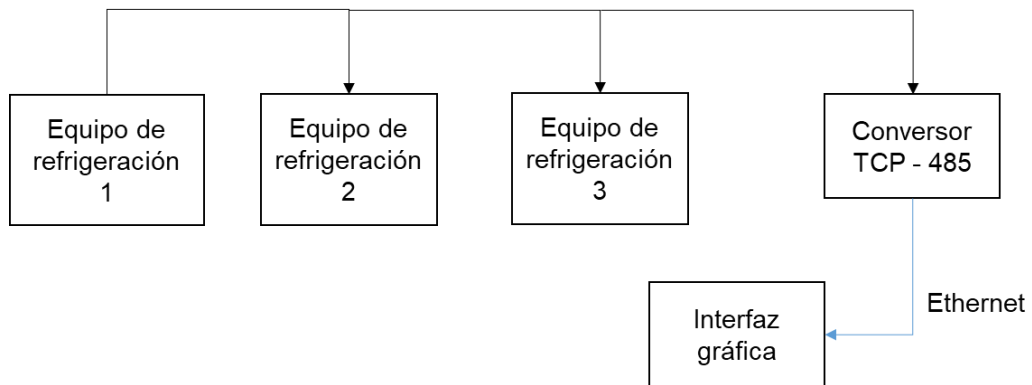 Equipo de
refrigeración
1
Equipo de
refrigeración
2
Equipo de
refrigeración
3
Conversor
TCP - 485
Ethernet
Interfaz
gráfica